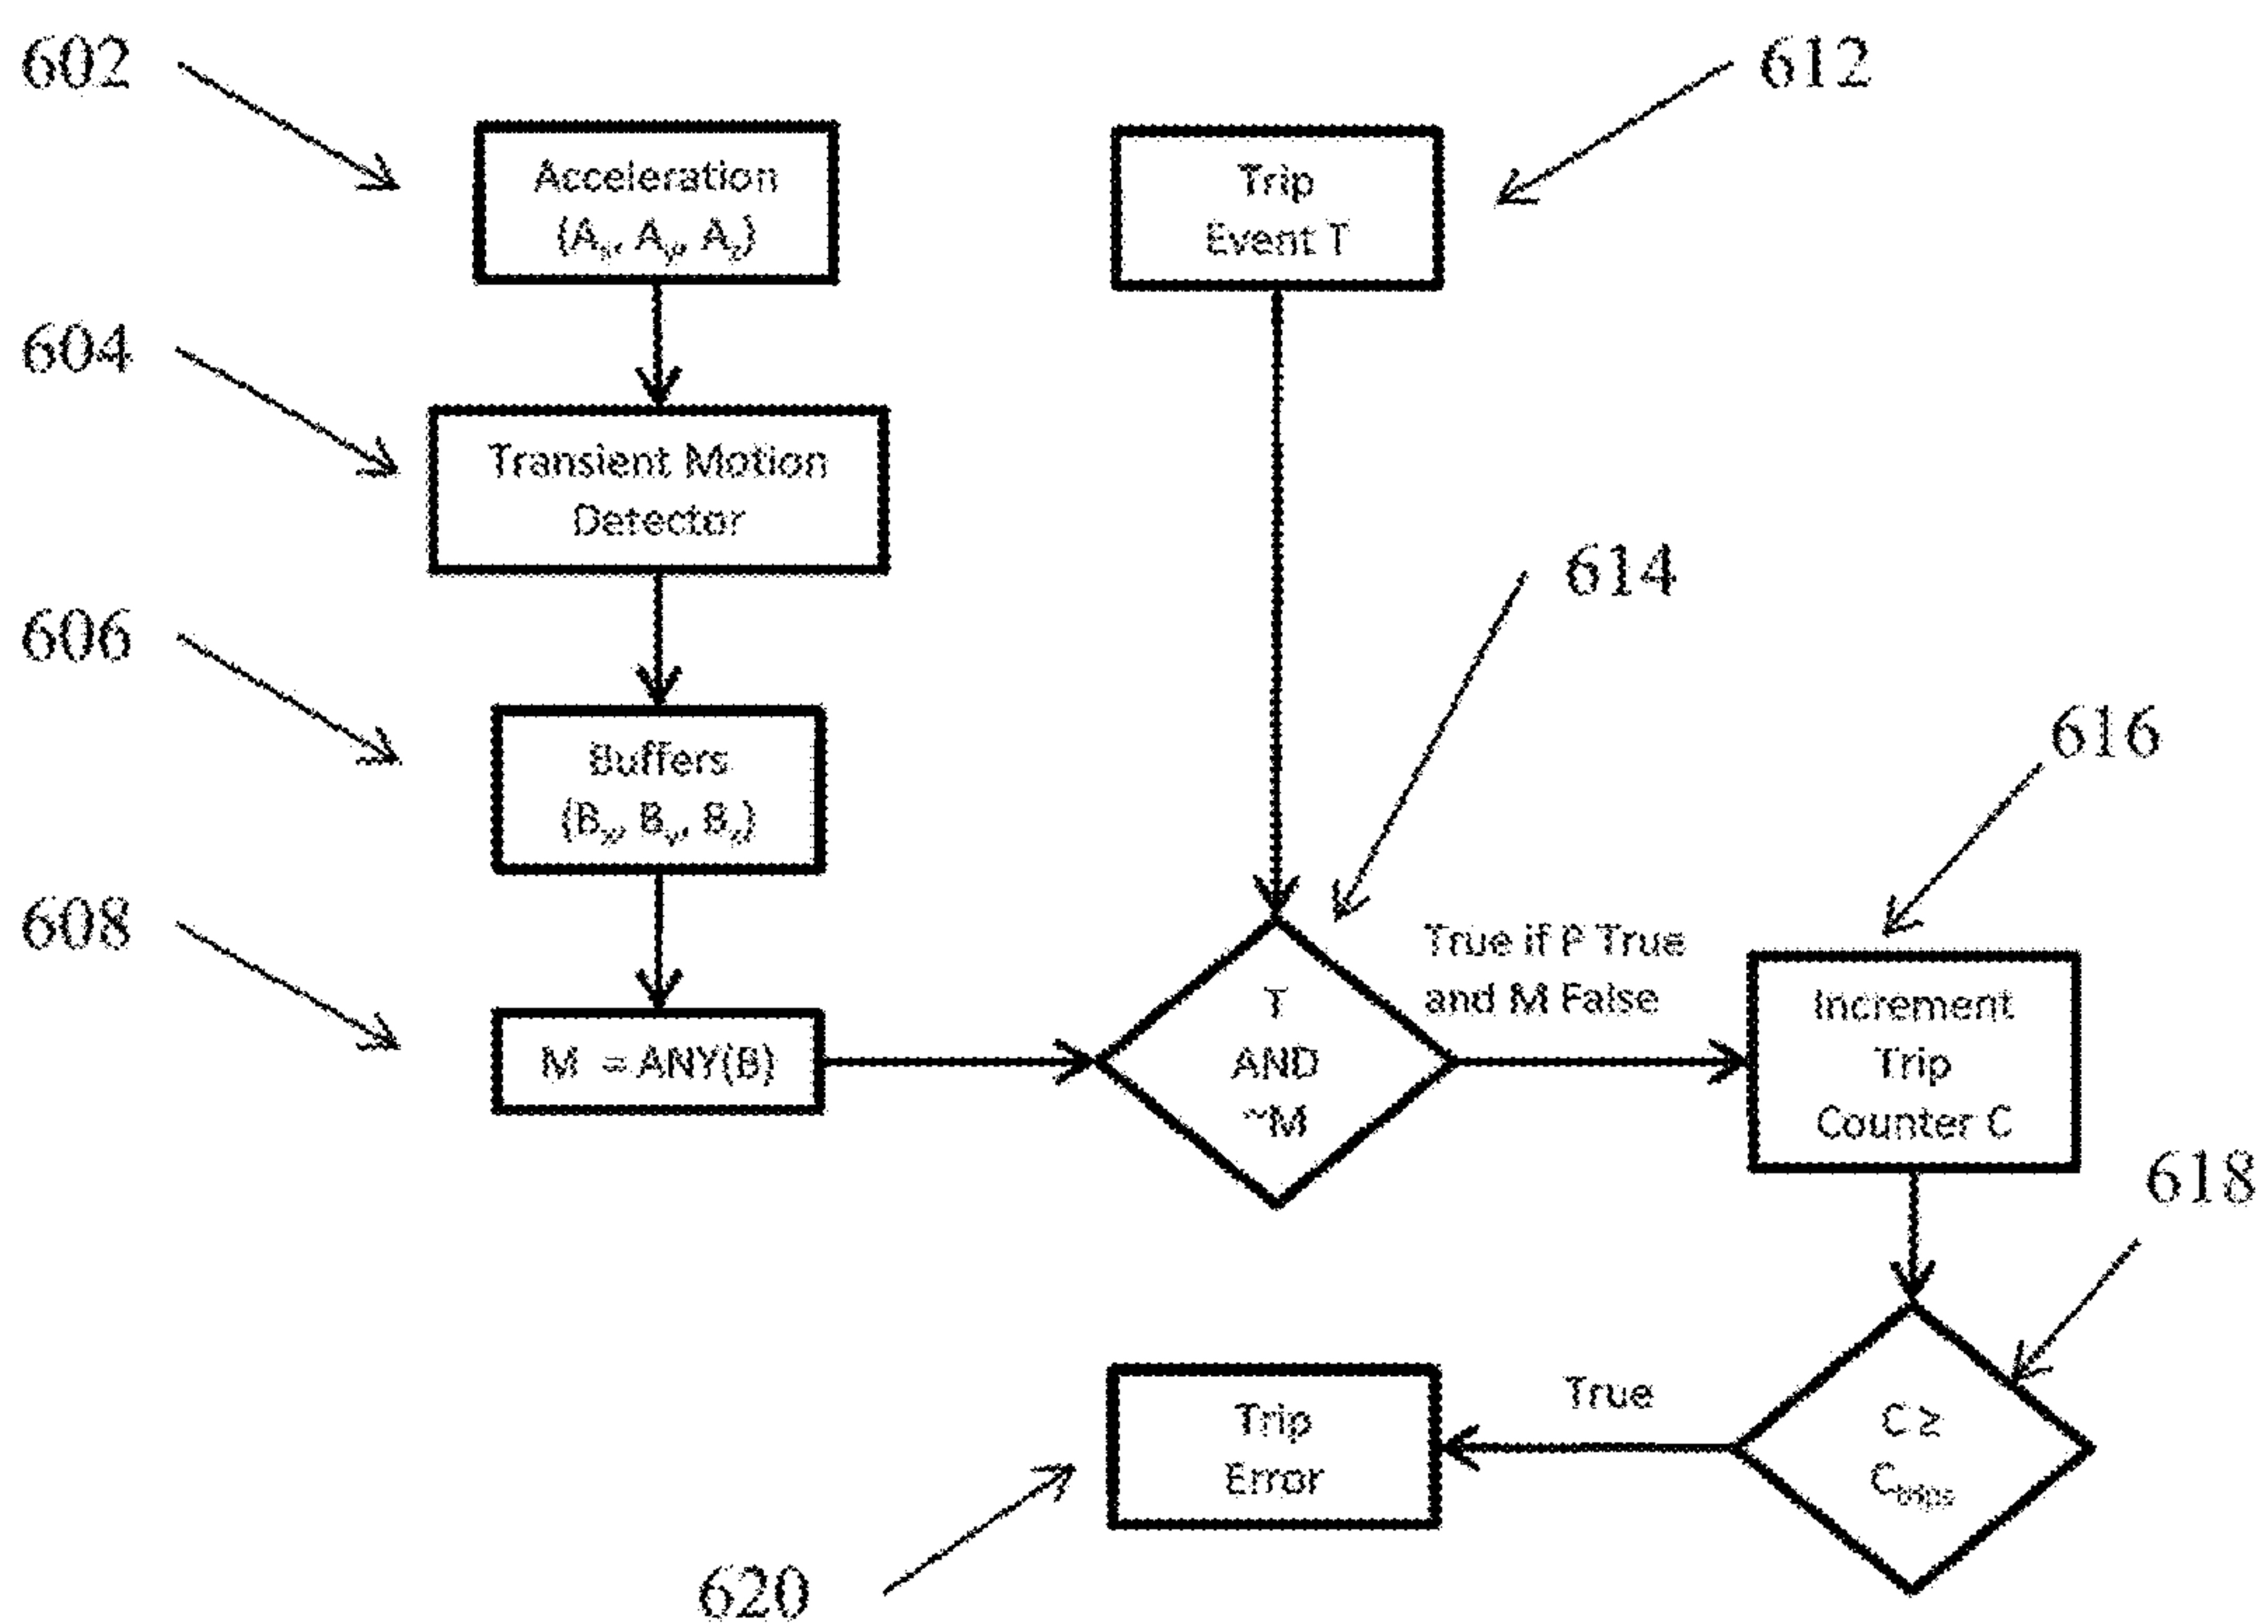 602
Acceleration
(Ax, Ay, Az)
604
Transient Motion
Detector
606
Buffers
(Bx, By, Bz)
608
M = ANY(B)
612
Trip
Event T
614
T
AND
~M
True if P True
and M False
616
Increment
Trip
Counter C
618
C ≥
Ctrips
True
Trip
Error
620